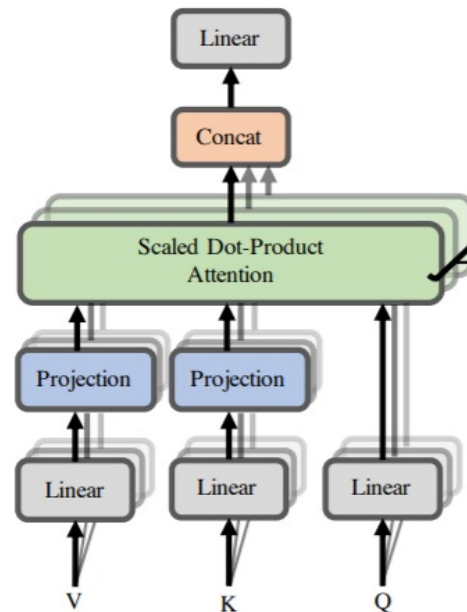 Linear
Concat
Scaled Dot-Product
Attention
Projection
Projection
Linear
Linear
Linear
V
K
Q